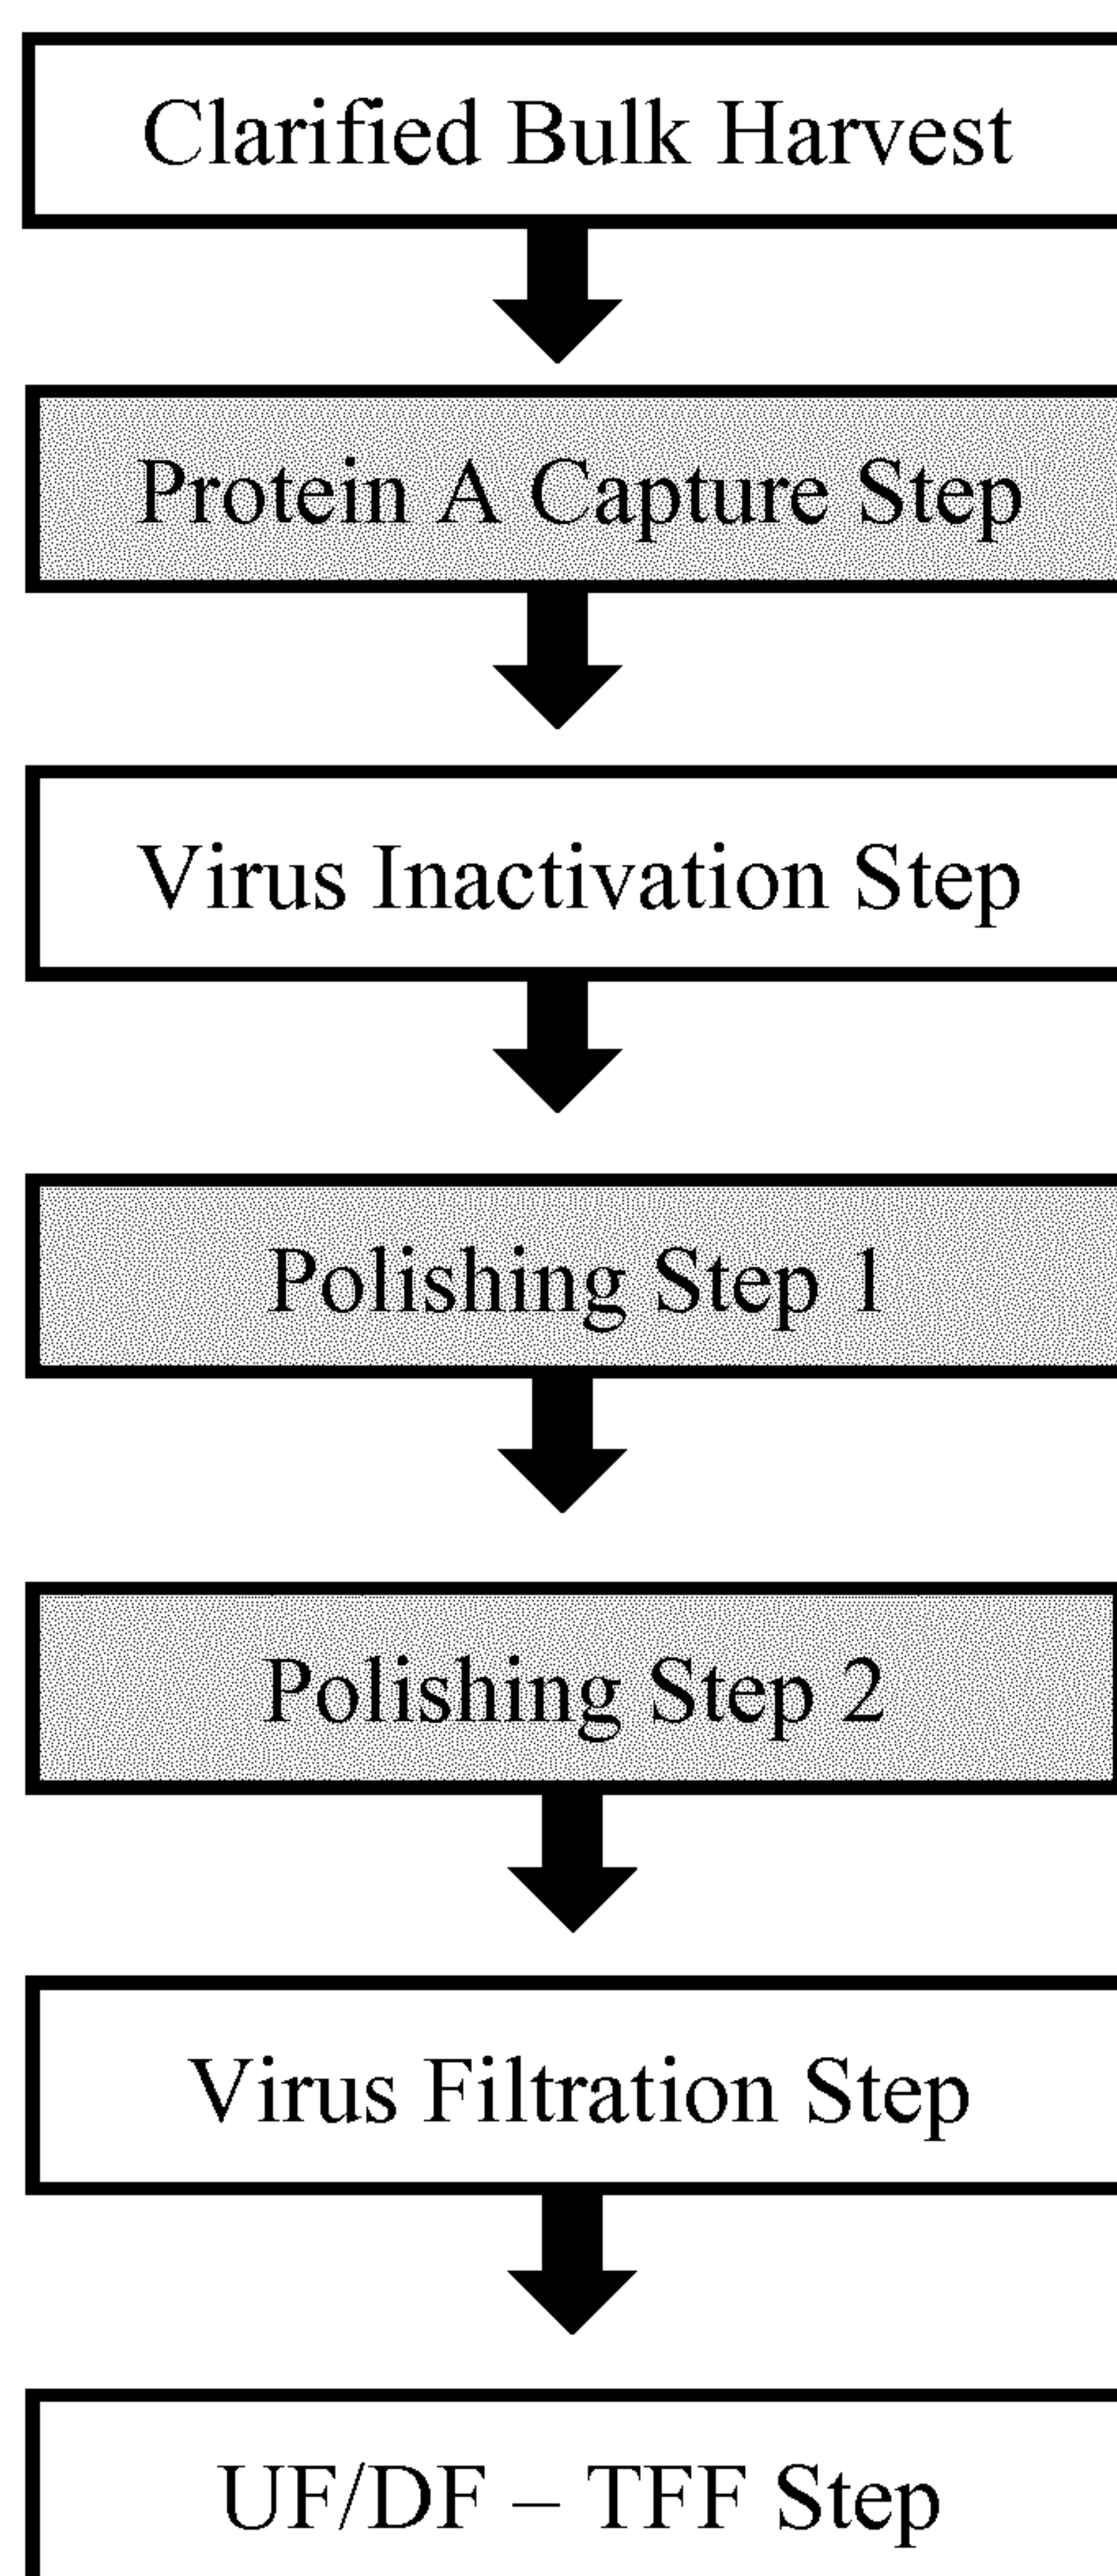 Clarified Bulk Harvest
Protein A Capture Step
Virus Inactivation Step
Polishing Step 1
Polishing Step 2
Virus Filtration Step
UF/DF – TFF Step